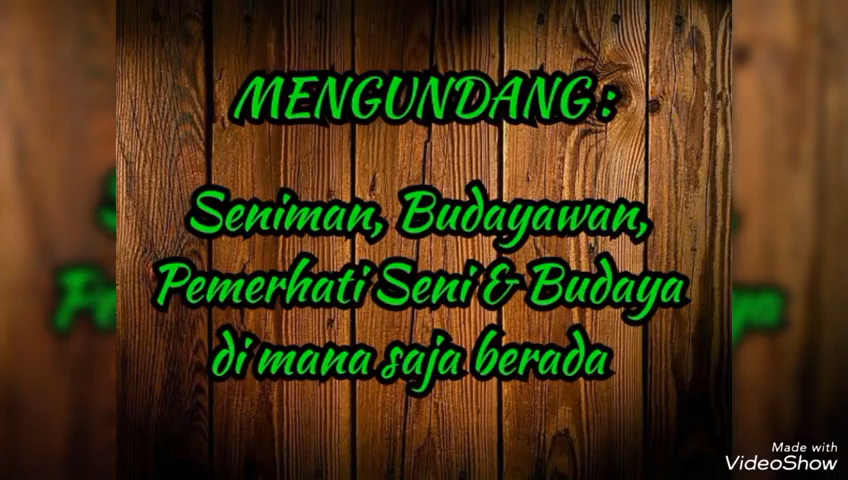 MENGUNDANG :
Seniman, Budayawan,
Pemerhati Seni & Budaya
di mana saja berada
Made with
VideoShow